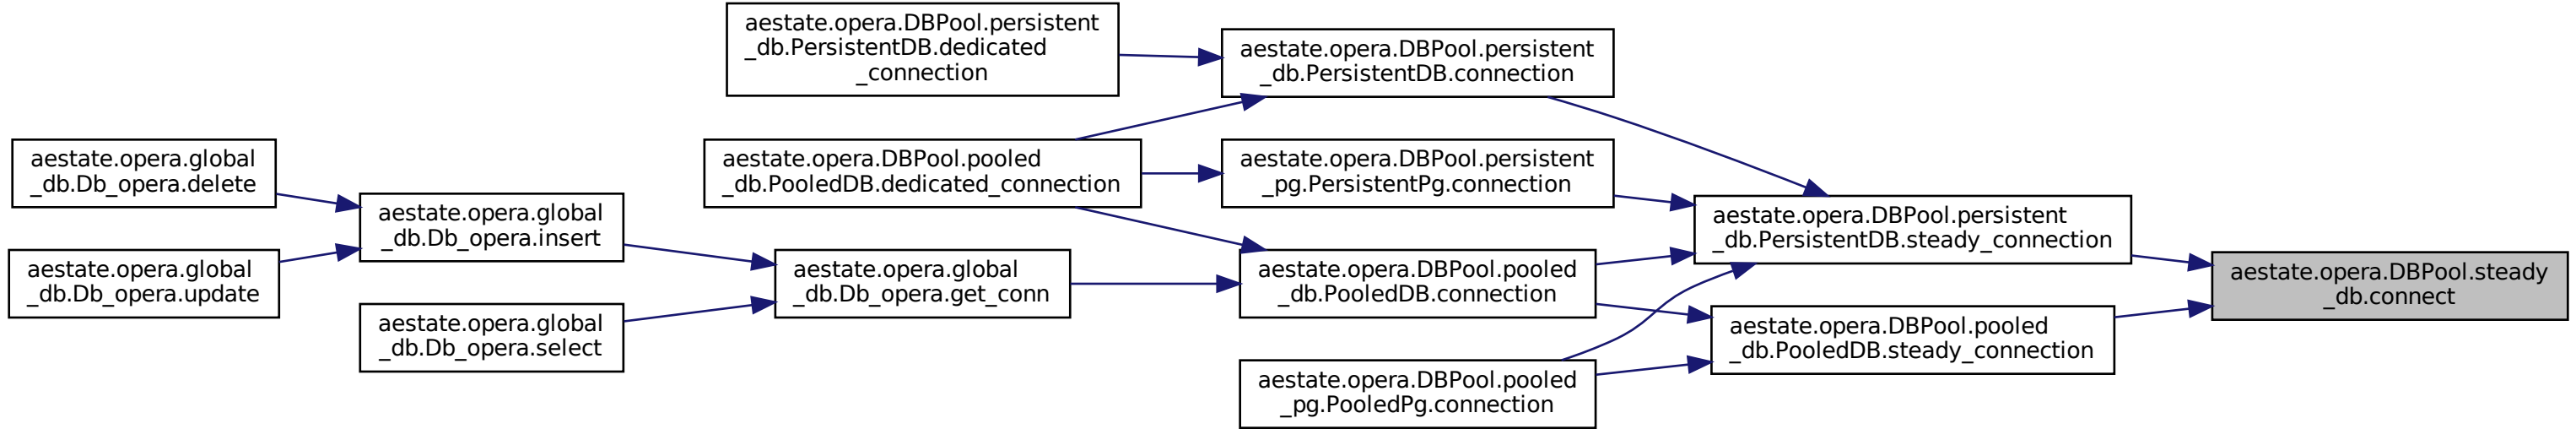 aestate.opera.DBPool.persistent
_db.PersistentDB.dedicated
_connection
aestate.opera.DBPool.persistent
_db.PersistentDB.connection
aestate.opera.global
_db.Db_opera.delete
aestate.opera.DBPool.pooled
_db.PooledDB.dedicated_connection
aestate.opera.DBPool.persistent
_pg.PersistentPg.connection
aestate.opera.global
_db.Db_opera.insert
aestate.opera.DBPool.persistent
_db.PersistentDB.steady_connection
aestate.opera.global
_db.Db_opera.update
aestate.opera.global
_db.Db_opera.get_conn
aestate.opera.DBPool.pooled
_db.PooledDB.connection
aestate.opera.DBPool.steady
_db.connect
aestate.opera.global
_db.Db_opera.select
aestate.opera.DBPool.pooled
_db.PooledDB.steady_connection
aestate.opera.DBPool.pooled
_pg.PooledPg.connection